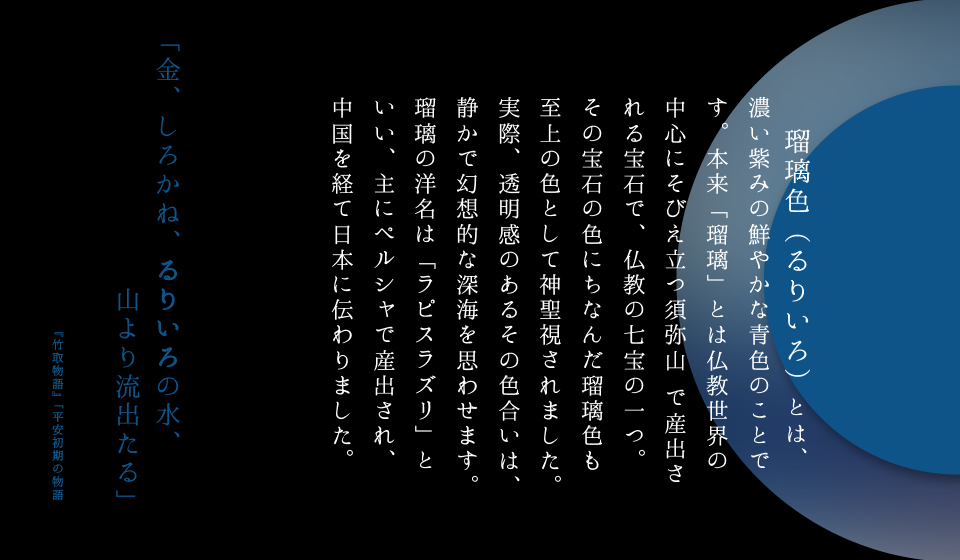 瑠璃色（るりいろ）とは、
濃い紫みの鮮やかな青色のことで
す。本来「瑠璃」とは仏教世界の
中心にそびえ立つ須弥山 で産出さ
れる宝石で、仏教の七宝の一つ。
その宝石の色にちなんだ瑠璃色も
至上の色として神聖視されました。
実際、透明感のあるその色合いは、
静かで幻想的な深海を思わせます。
瑠璃の洋名は「ラピスラズリ」と
いい、主にペルシャで産出され、
中国を経て日本に伝わりました。
「金、しろかね、るりいろの水、
山より流出たる」
『竹取物語』「平安初期の物語